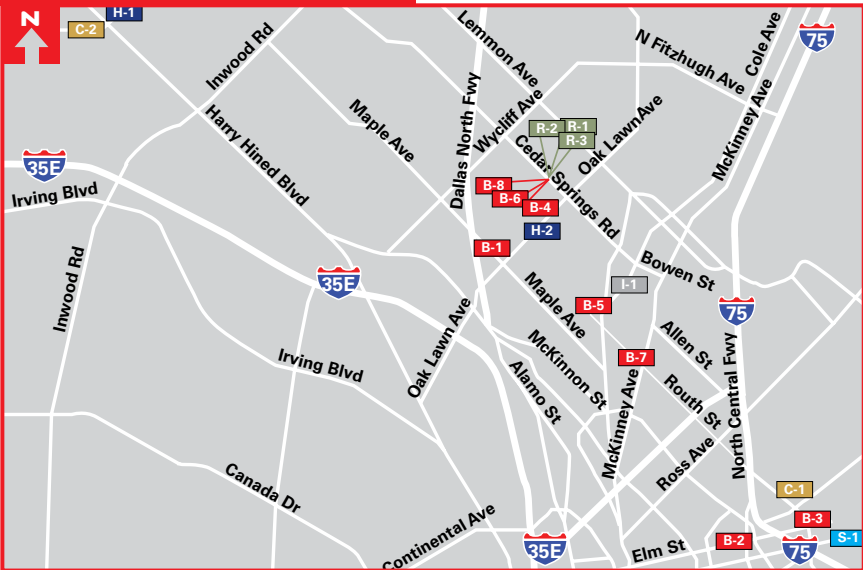 N
H-1
C-2
Inwood Rd
Lemmon Ave
Cole Ave
75
N Fitzhugh Ave
Dallas North Fwy
Wycliff Ave
McKinney Ave
Harry Hined Blvd
Maple Ave
R-2
R-1
R-3
Oak Lawn Ave
Cedar Springs Rd
35E
Irving Blvd
B-8
B-6
B-4
H-2
B-1
Inwood Rd
Bowen St
35E
I-1
Maple Ave
B-5
75
Allen St
Oak Lawn Ave
McKinnon St
B-7
Irving Blvd
Alamo St
Routh St
North Central Fwy
McKinney Ave
Ross Ave
Canada Dr
C-1
Continental Ave
B-3
S-1
35E
Elm St
B-2
75